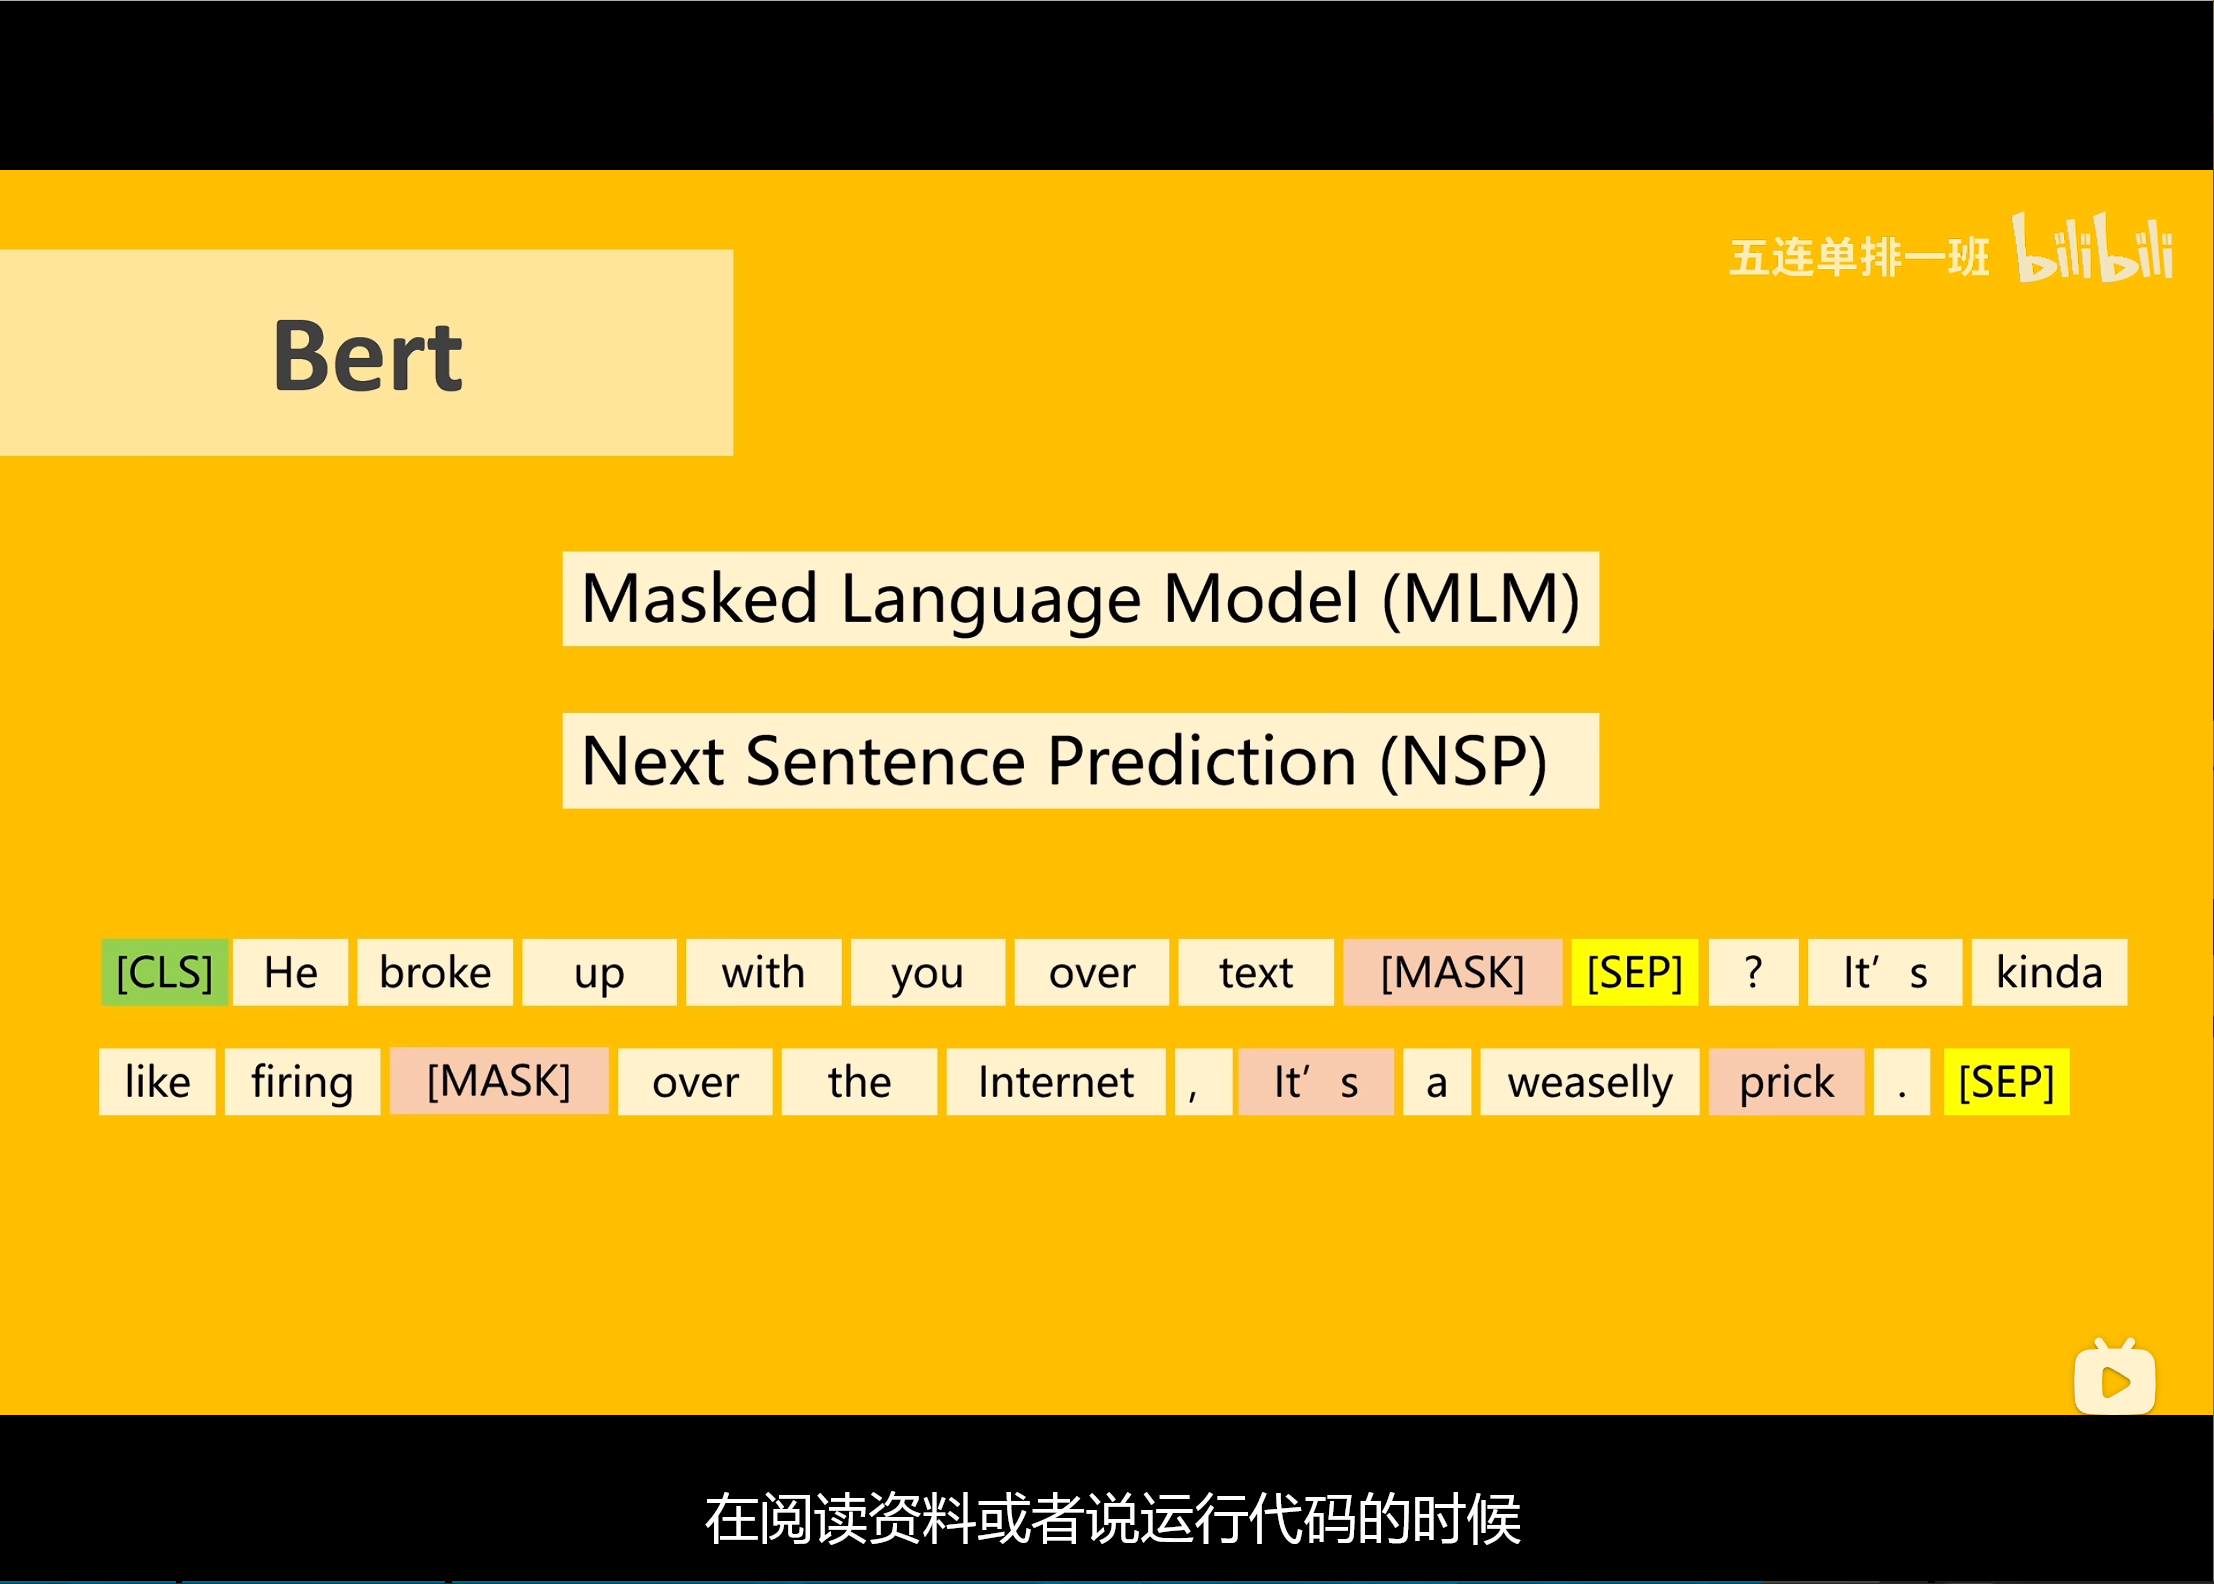 五连单排一班 bilibili
Bert
Masked Language Model (MLM)
Next Sentence Prediction (NSP)
[CLS] He broke up with you over text [MASK] [SEP] ? It’s kinda
like firing [MASK] over the Internet , It’s a weaselly prick . [SEP]
在阅读资料或者说运行代码的时候